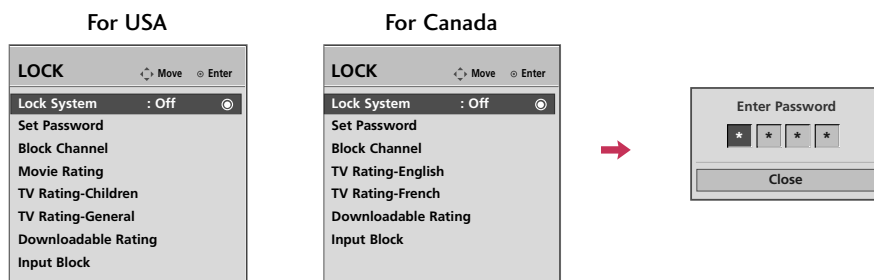 For USA
LOCK Move Enter
Lock System : Off
Set Password
Block Channel
Movie Rating
TV Rating-Children
TV Rating-General
Downloadable Rating
Input Block
For Canada
LOCK Move Enter
Lock System : Off
Set Password
Block Channel
TV Rating-English
TV Rating-French
Downloadable Rating
Input Block
Enter Password
* * * *
Close